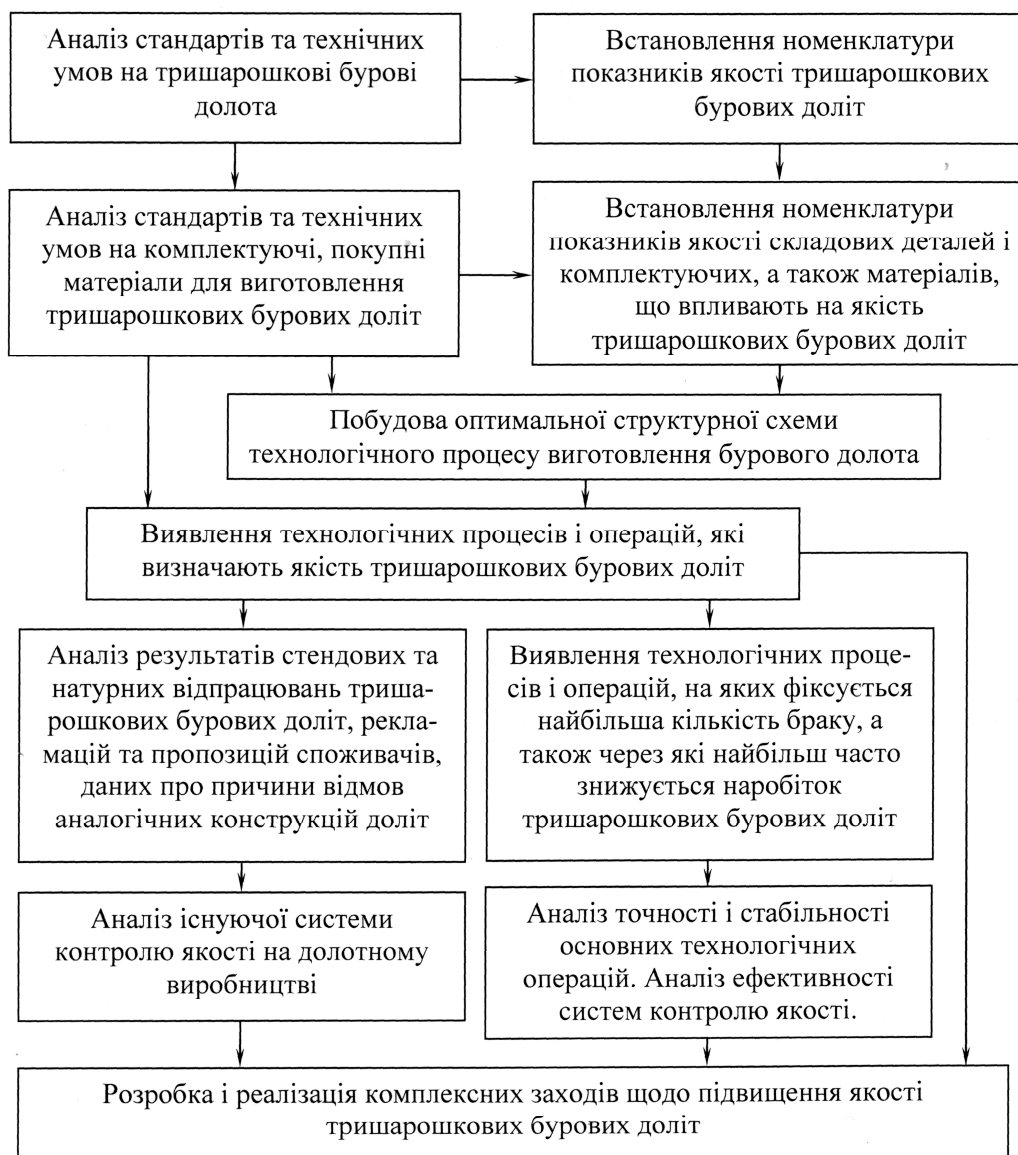 Аналіз стандартів та технічних
умов на тришарошкові бурові
долота
Встановлення номенклатури
показників якості тришарошкових
бурових доліт
Аналіз стандартів та технічних
умов на комплектуючі, покупні
матеріали для виготовлення
тришарошкових бурових доліт
Встановлення номенклатури
показників якості складових деталей і
комплектуючих, а також матеріалів,
що впливають на якість
тришарошкових бурових доліт
Побудова оптимальної структурної схеми
технологічного процесу виготовлення бурового долота
Виявлення технологічних процесів і операцій, які
визначають якість тришарошкових бурових доліт
Аналіз результатів стендових та
натурних відпрацювань триша-
рошкових бурових доліт, рекла-
мацій та пропозицій споживачів,
даних про причини відмов
аналогічних конструкцій доліт
Виявлення технологічних проце-
сів і операцій, на яких фіксується
найбільша кількість браку, а
також через які найбільш часто
знижується наробіток
тришарошкових бурових доліт
Аналіз існуючої системи
контролю якості на долотному
виробництві
Аналіз точності і стабільності
основних технологічних
операцій. Аналіз ефективності
систем контролю якості.
Розробка і реалізація комплексних заходів щодо підвищення якості
тришарошкових бурових доліт